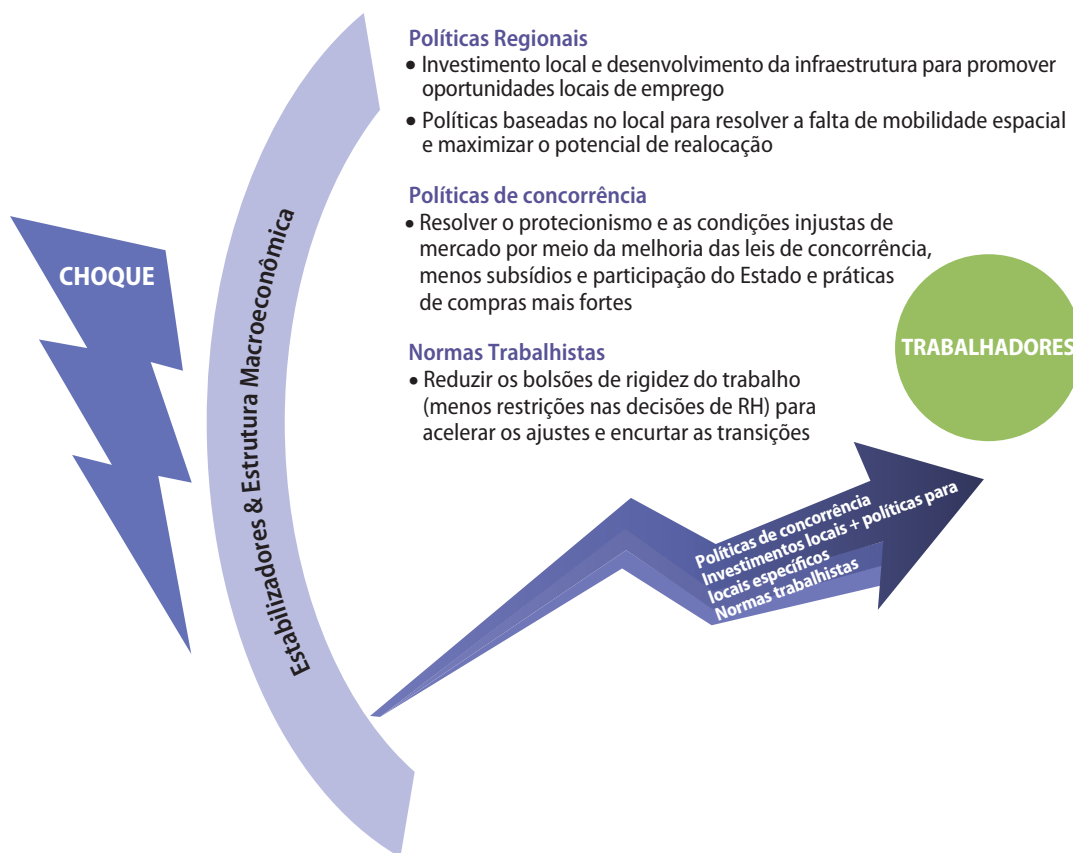 Políticas Regionais
• Investimento local e desenvolvimento da infraestrutura para promover
oportunidades locais de emprego
• Políticas baseadas no local para resolver a falta de mobilidade espacial
e maximizar o potencial de realocação
Políticas de concorrência
• Resolver o protecionismo e as condições injustas de
mercado por meio da melhoria das leis de concorrência,
menos subsídios e participação do Estado e práticas
de compras mais fortes
Normas Trabalhistas
• Reduzir os bolsões de rigidez do trabalho
(menos restrições nas decisões de RH) para
acelerar os ajustes e encurtar as transições
CHOQUE
Estabilizadores & Estrutura Macroeconômica
TRABALHADORES
Políticas de concorrência
Investimentos locais + políticas para
locais específicos
Normas trabalhistas